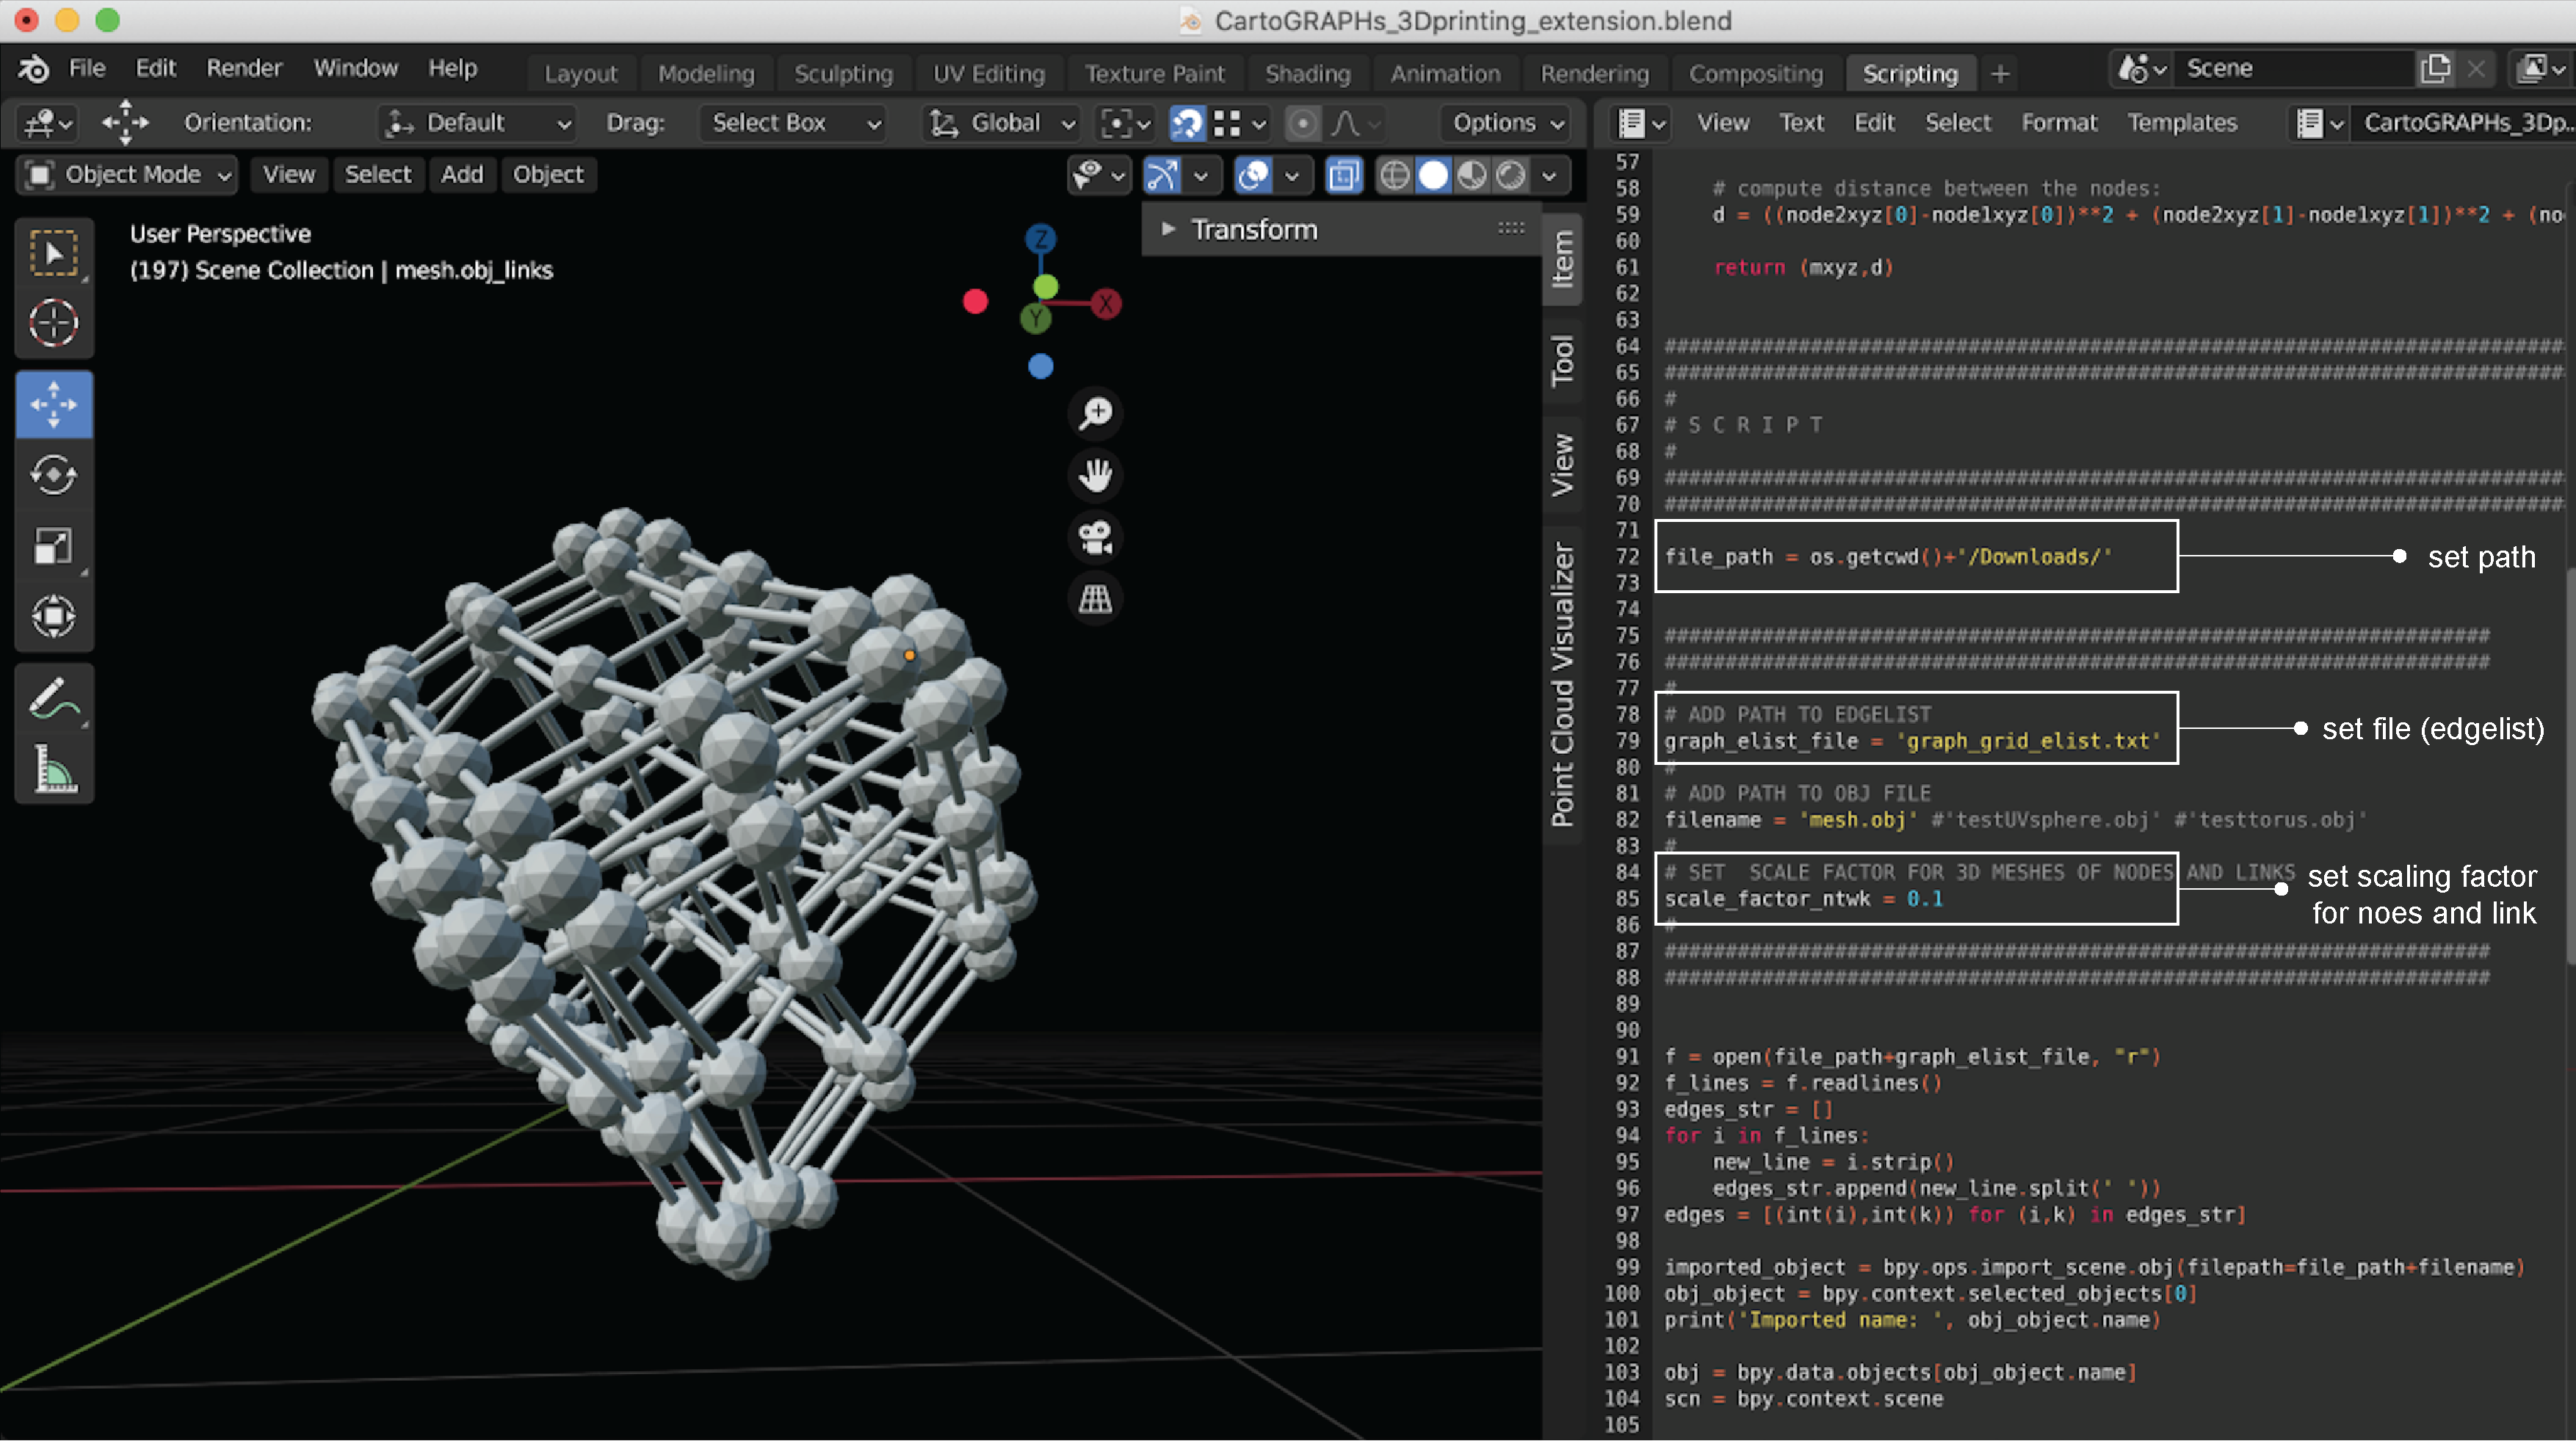 CartoGRAPHs_3Dprinting_extension.blend
File Edit Render Window Help Layout Modeling Sculpting UV Editing Texture Paint Shading Animation Rendering Compositing Scripting + Scene
Orientation: Default Drag: Select Box Global Options View Text Edit Select Format Templates CartoGRAPHs_3Dp..
Object Mode View Select Add Object
User Perspective
(197) Scene Collection | mesh.obj_links
Z
X
Y
Transform
Item
Tool
View
Point Cloud Visualizer
57
58 # compute distance between the nodes:
59 d = ((node2xyz[0]-node1xyz[0])**2 + (node2xyz[1]-node1xyz[1])**2 + (no
60
61 return (mxyz,d)
62
63
64 ##########################################################################
65 ##########################################################################
66 #
67 # S C R I P T
68 #
69 ##########################################################################
70 ##########################################################################
71
72 file_path = os.getcwd()+'/Downloads/'
73
74
75 ####################################################################
76 ####################################################################
77 #
78 # ADD PATH TO EDGELIST
79 graph_elist_file = 'graph_grid_elist.txt'
80 #
81 # ADD PATH TO OBJ FILE
82 filename = 'mesh.obj' #'testUVsphere.obj' #'testtorus.obj'
83 #
84 # SET  SCALE FACTOR FOR 3D MESHES OF NODES AND LINKS
85 scale_factor_ntwk = 0.1
86 #
87 ####################################################################
88 ####################################################################
89
90
91 f = open(file_path+graph_elist_file, "r")
92 f_lines = f.readlines()
93 edges_str = []
94 for i in f_lines:
95 new_line = i.strip()
96 edges_str.append(new_line.split(' '))
97 edges = [(int(i),int(k)) for (i,k) in edges_str]
98
99 imported_object = bpy.ops.import_scene.obj(filepath=file_path+filename)
100 obj_object = bpy.context.selected_objects[0]
101 print('Imported name: ', obj_object.name)
102
103 obj = bpy.data.objects[obj_object.name]
104 scn = bpy.context.scene
105
set path
set file (edgelist)
set scaling factor
for noes and link